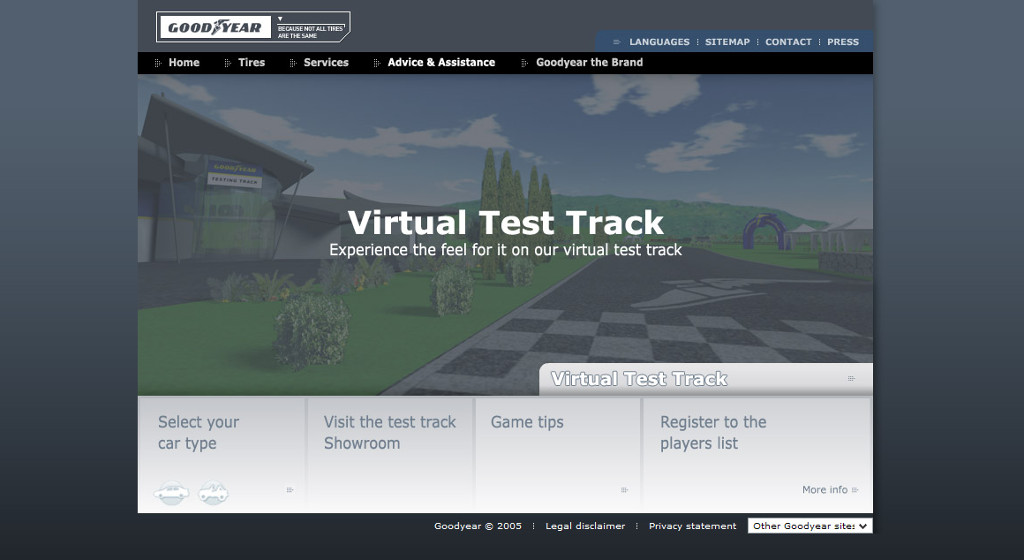 GOODYEAR
BECAUSE NOT ALL TIRES
ARE THE SAME
LANGUAGES
SITEMAP
CONTACT
PRESS
Home
Tires
Services
Advice & Assistance
Goodyear the Brand
GOODYEAR
TESTING TRACK
Virtual Test Track
Experience the feel for it on our virtual test track
Virtual Test Track
Select your
car type
Visit the test track
Showroom
Game tips
Register to the
players list
More info
Goodyear © 2005
Legal disclaimer
Privacy statement
Other Goodyear sites